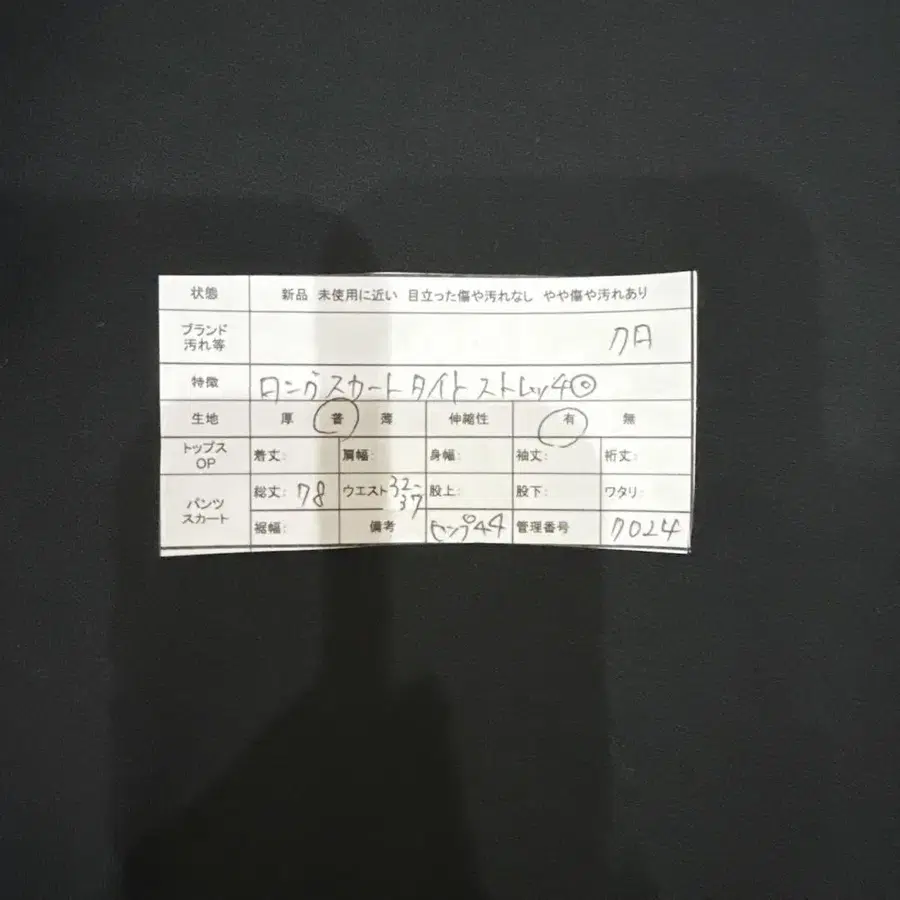 状態 新品 未使用に近い 目立った傷や汚れなし やや傷や汚れあり
ブランド
汚れ等
7月
特徴 ロングスカート タイト ストレッチ◎
生地 厚 普 薄 伸縮性 有 無
トップス
OP
着丈: 肩幅: 身幅: 袖丈: 裄丈:
パンツ
スカート
総丈: 78 ウエスト 32-37 股上: 股下: ワタリ:
裾幅: 備考 ヒップ44 管理番号 7024